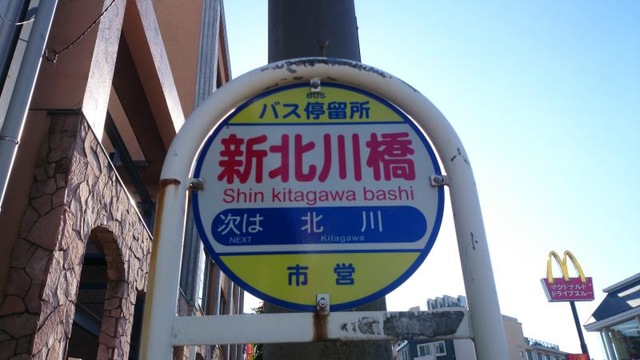 BUS
バス停留所
新北川橋
Shin kitagawa bashi
次は 北川
NEXT Kitagawa
市営
マクドナルド
ドライブスルー